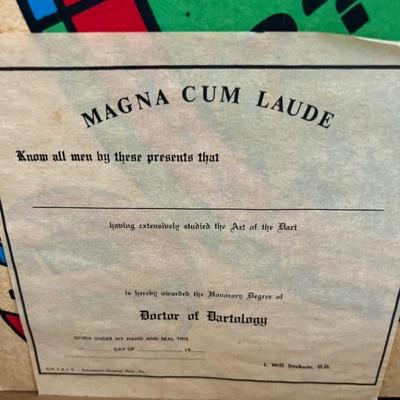 MAGNA CUM LAUDE
Know all men by these presents that
having extensively studied the Art of the Dart
is hereby awarded the Honorary Degree of
Doctor of Dartology
GIVEN UNDER MY HAND AND SEAL THIS
DAY OF 19
I. Will Stickum, D.D.